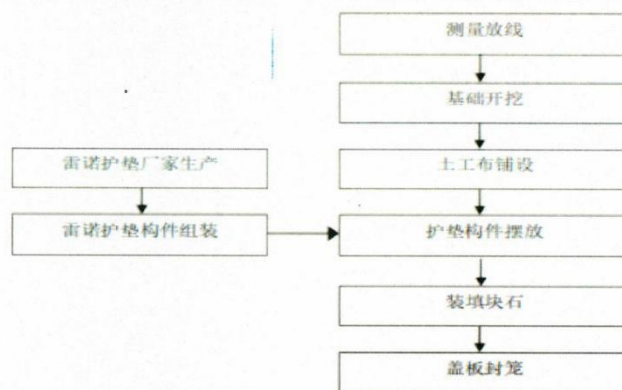 测量放线
基础开挖
雷诺护垫厂家生产
土工布铺设
雷诺护垫构件组装
护垫构件摆放
装填块石
盖板封笼